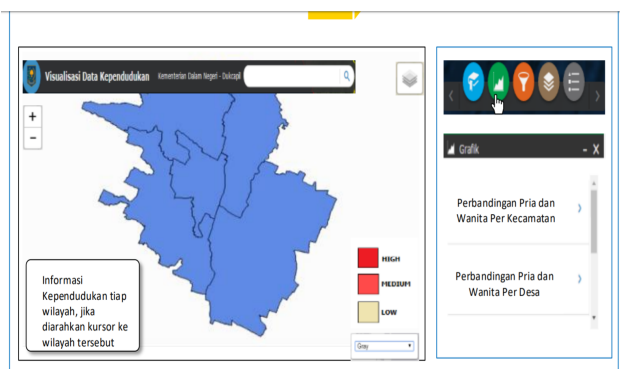 Visualisasi Data Kependudukan Kementerian Dalam Negeri - Dukcapil
+
-
HIGH
MEDIUM
LOW
Grey
Informasi
Kependudukan tiap
wilayah, jika
diarahkan kursor ke
wilayah tersebut
Grafik - X
Perbandingan Pria dan
Wanita Per Kecamatan
Perbandingan Pria dan
Wanita Per Desa